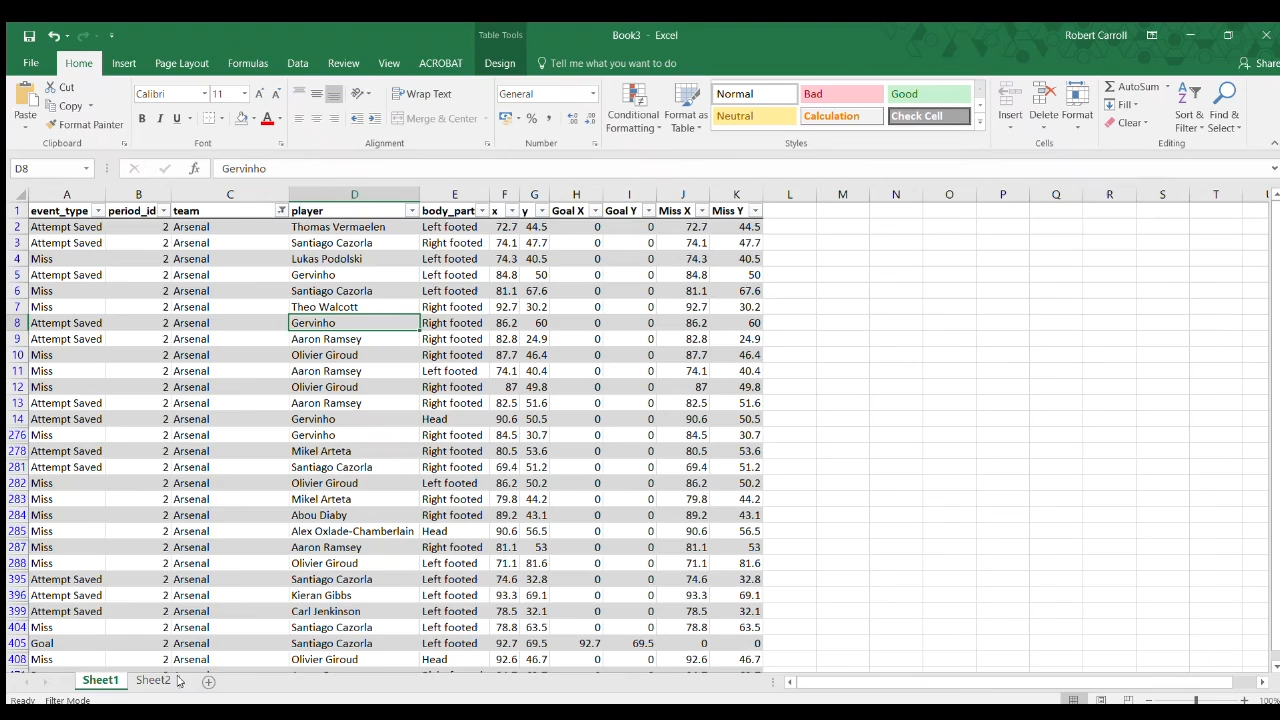 Table Tools Book3 - Excel Robert Carroll
File Home Insert Page Layout Formulas Data Review View ACROBAT Design Tell me what you want to do Share
Cut Calibri 11 Wrap Text General Normal Bad Good AutoSum
Copy Fill
Paste Format Painter B I U Merge & Center % Conditional Formatting Format as Table Neutral Calculation Check Cell Insert Delete Format Clear Sort & Filter Find & Select
Clipboard Font Alignment Number Styles Cells Editing
D8 fx Gervinho
A B C D E F G H I J K L M N O P Q R S T
1 event_type period_id team player body_part x y Goal X Goal Y Miss X Miss Y
2 Attempt Saved 2 Arsenal Thomas Vermaelen Left footed 72.7 44.5 0 0 72.7 44.5
3 Attempt Saved 2 Arsenal Santiago Cazorla Right footed 74.1 47.7 0 0 74.1 47.7
4 Miss 2 Arsenal Lukas Podolski Left footed 74.3 40.5 0 0 74.3 40.5
5 Attempt Saved 2 Arsenal Gervinho Left footed 84.8 50 0 0 84.8 50
6 Miss 2 Arsenal Santiago Cazorla Left footed 81.1 67.6 0 0 81.1 67.6
7 Miss 2 Arsenal Theo Walcott Right footed 92.7 30.2 0 0 92.7 30.2
8 Attempt Saved 2 Arsenal Gervinho Right footed 86.2 60 0 0 86.2 60
9 Attempt Saved 2 Arsenal Aaron Ramsey Right footed 82.8 24.9 0 0 82.8 24.9
10 Miss 2 Arsenal Olivier Giroud Right footed 87.7 46.4 0 0 87.7 46.4
11 Miss 2 Arsenal Aaron Ramsey Left footed 74.1 40.4 0 0 74.1 40.4
12 Miss 2 Arsenal Olivier Giroud Right footed 87 49.8 0 0 87 49.8
13 Attempt Saved 2 Arsenal Aaron Ramsey Right footed 82.5 51.6 0 0 82.5 51.6
14 Attempt Saved 2 Arsenal Gervinho Head 90.6 50.5 0 0 90.6 50.5
276 Miss 2 Arsenal Gervinho Right footed 84.5 30.7 0 0 84.5 30.7
278 Attempt Saved 2 Arsenal Mikel Arteta Right footed 80.5 53.6 0 0 80.5 53.6
281 Attempt Saved 2 Arsenal Santiago Cazorla Right footed 69.4 51.2 0 0 69.4 51.2
282 Miss 2 Arsenal Olivier Giroud Left footed 86.2 50.2 0 0 86.2 50.2
283 Miss 2 Arsenal Mikel Arteta Right footed 79.8 44.2 0 0 79.8 44.2
284 Miss 2 Arsenal Abou Diaby Right footed 89.2 43.1 0 0 89.2 43.1
285 Miss 2 Arsenal Alex Oxlade-Chamberlain Head 90.6 56.5 0 0 90.6 56.5
287 Miss 2 Arsenal Aaron Ramsey Right footed 81.1 53 0 0 81.1 53
288 Miss 2 Arsenal Olivier Giroud Left footed 71.1 81.6 0 0 71.1 81.6
395 Attempt Saved 2 Arsenal Santiago Cazorla Left footed 74.6 32.8 0 0 74.6 32.8
396 Attempt Saved 2 Arsenal Kieran Gibbs Left footed 93.3 69.1 0 0 93.3 69.1
399 Attempt Saved 2 Arsenal Carl Jenkinson Left footed 78.5 32.1 0 0 78.5 32.1
404 Miss 2 Arsenal Santiago Cazorla Left footed 78.8 63.5 0 0 78.8 63.5
405 Goal 2 Arsenal Santiago Cazorla Left footed 92.7 69.5 92.7 69.5 0 0
408 Miss 2 Arsenal Olivier Giroud Head 92.6 46.7 0 0 92.6 46.7
Sheet1 Sheet2
Ready Filter Mode 100%